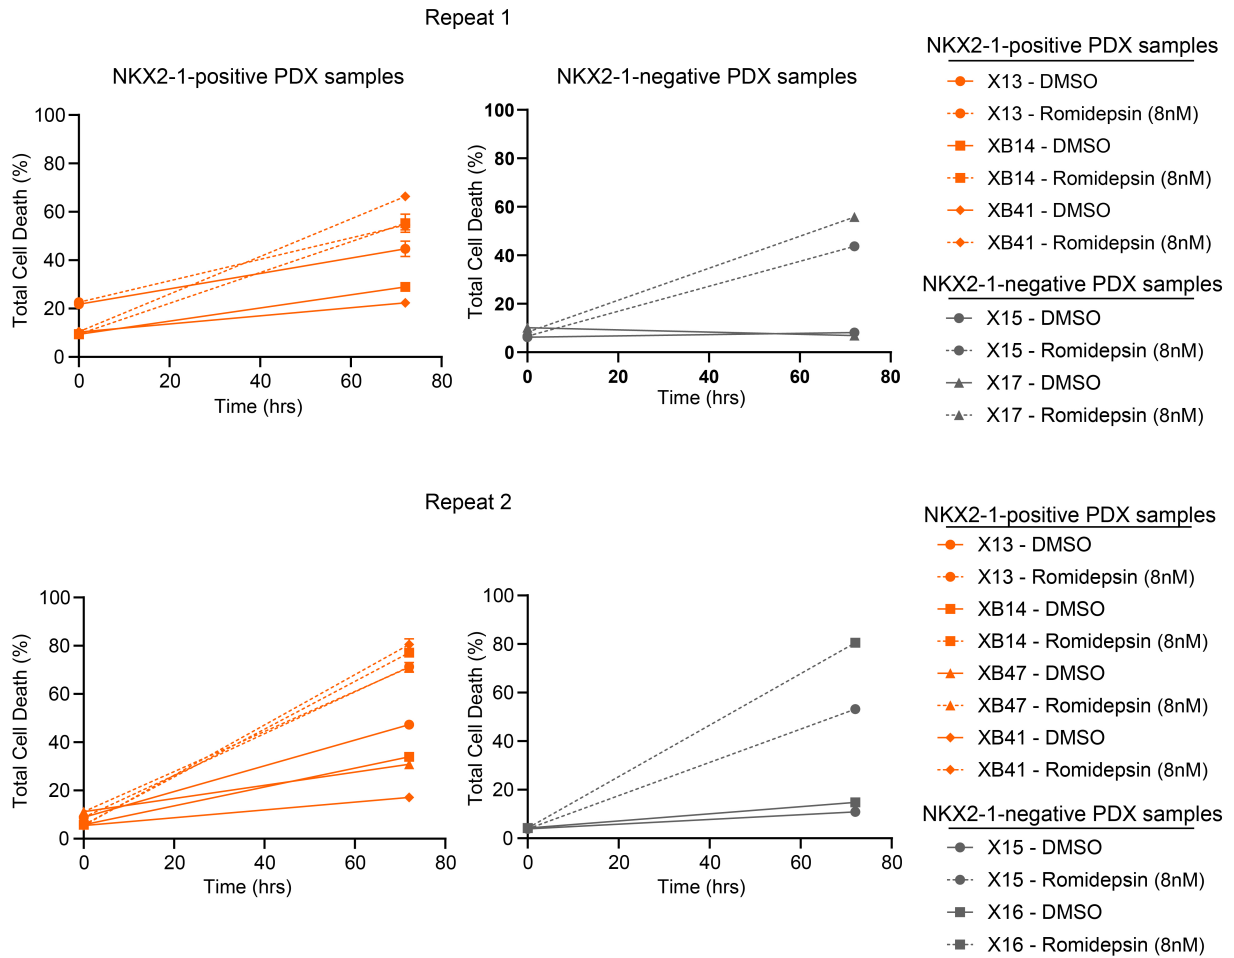 Repeat 1
NKX2-1-positive PDX samples
100
80
60
40
20
0
Total Cell Death (%)
0 20 40 60 80
Time (hrs)
NKX2-1-negative PDX samples
100
80
60
40
20
0
Total Cell Death (%)
0 20 40 60 80
Time (hrs)
NKX2-1-positive PDX samples
X13 - DMSO
X13 - Romidepsin (8nM)
XB14 - DMSO
XB14 - Romidepsin (8nM)
XB41 - DMSO
XB41 - Romidepsin (8nM)
NKX2-1-negative PDX samples
X15 - DMSO
X15 - Romidepsin (8nM)
X17 - DMSO
X17 - Romidepsin (8nM)
Repeat 2
100
80
60
40
20
0
Total Cell Death (%)
0 20 40 60 80
Time (hrs)
100
80
60
40
20
0
Total Cell Death (%)
0 20 40 60 80
Time (hrs)
NKX2-1-positive PDX samples
X13 - DMSO
X13 - Romidepsin (8nM)
XB14 - DMSO
XB14 - Romidepsin (8nM)
XB47 - DMSO
XB47 - Romidepsin (8nM)
XB41 - DMSO
XB41 - Romidepsin (8nM)
NKX2-1-negative PDX samples
X15 - DMSO
X15 - Romidepsin (8nM)
X16 - DMSO
X16 - Romidepsin (8nM)